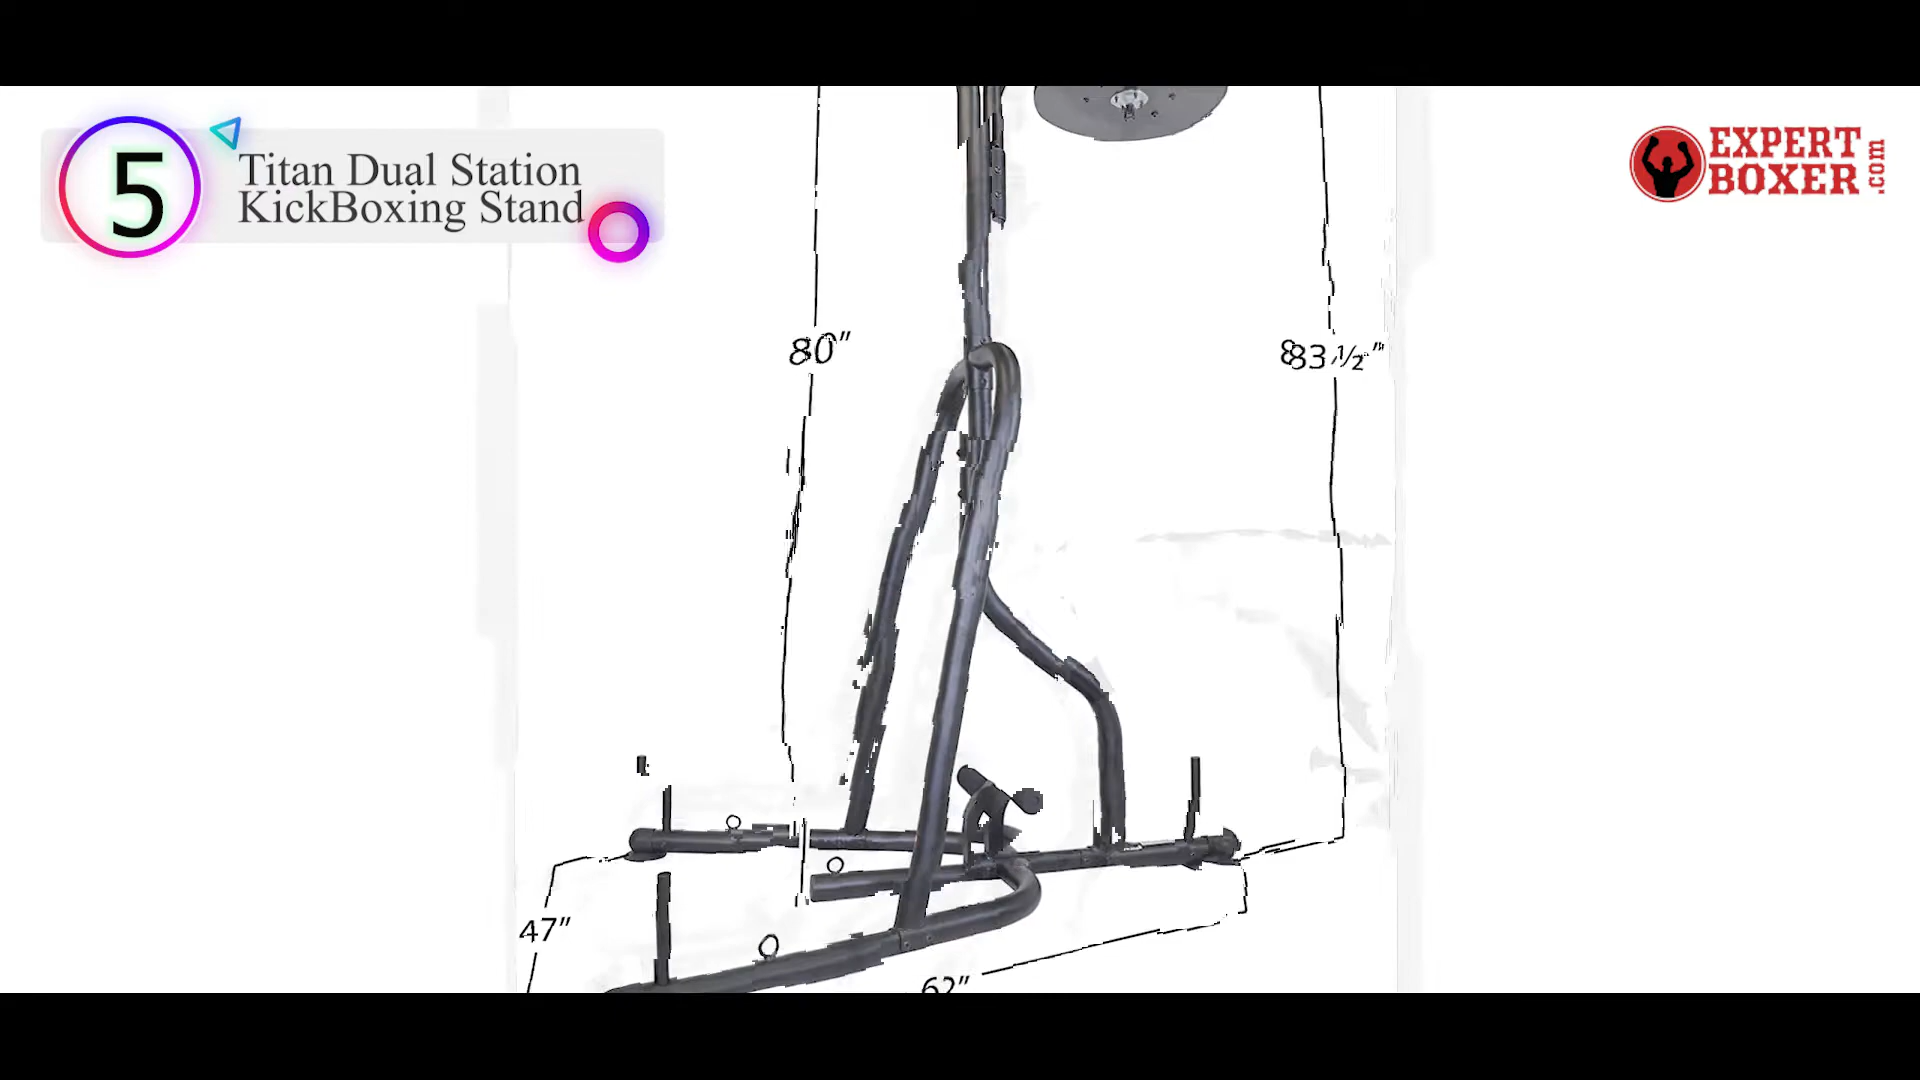 5
Titan Dual Station
KickBoxing Stand
EXPERT
BOXER
.com
80"
83 ½"
47"
62"